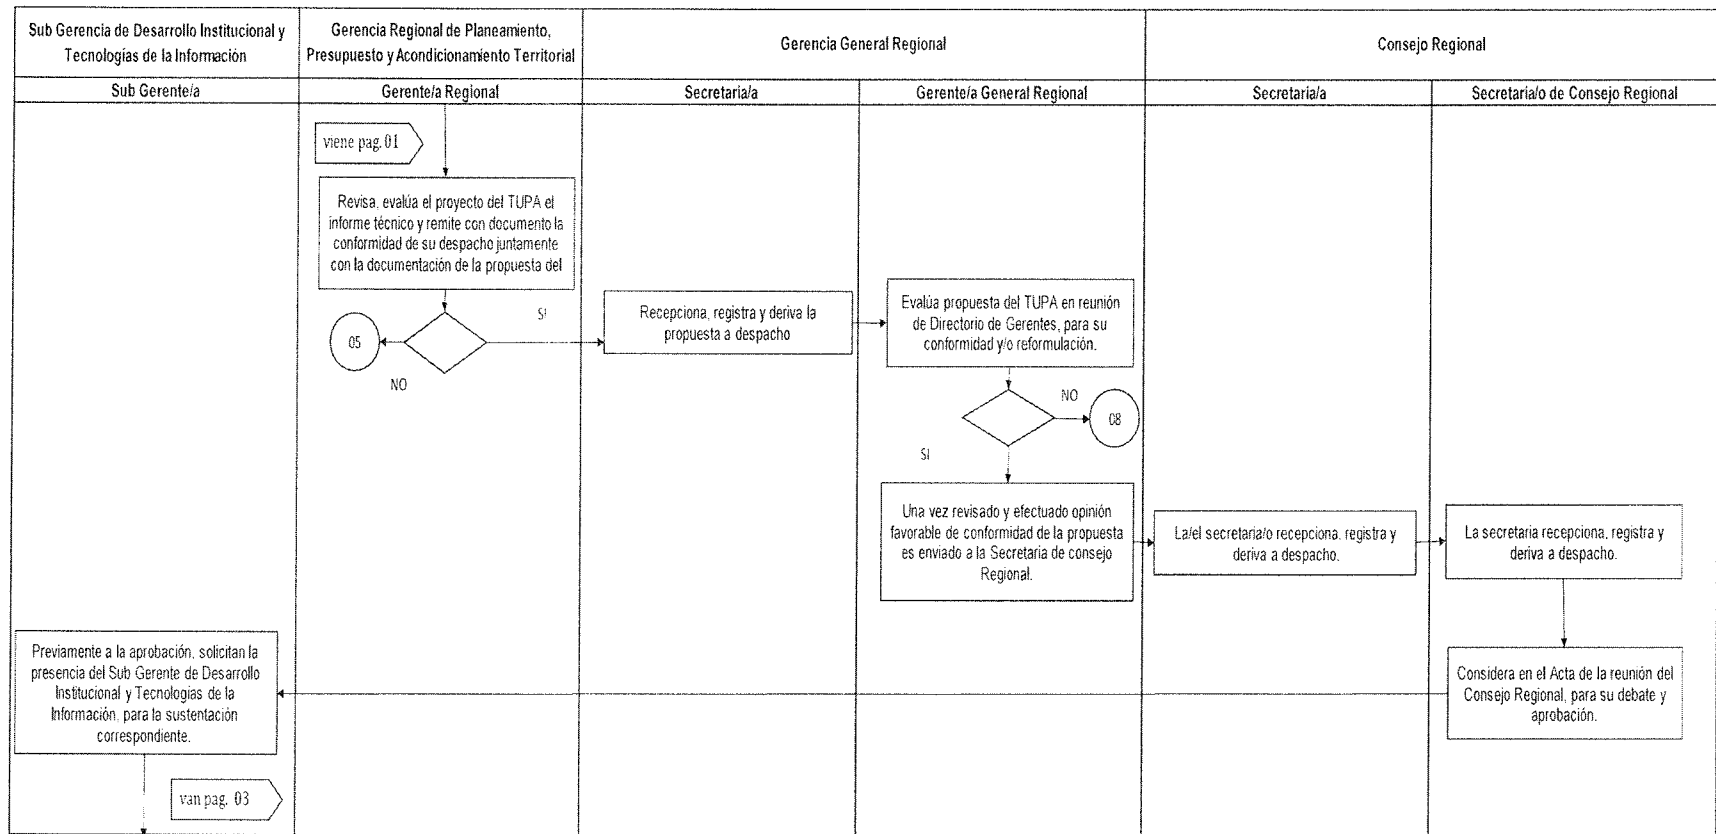 Sub Gerencia de Desarrollo Institucional y
Tecnologías de la Información
Gerencia Regional de Planeamiento,
Presupuesto y Acondicionamiento Territorial
Gerencia General Regional
Consejo Regional
Sub Gerente/a
Gerente/a Regional
Secretaria/a
Gerente/a General Regional
Secretaria/a
Secretaria/o de Consejo Regional
viene pag. 01
Revisa, evalúa el proyecto del TUPA el
informe técnico y remite con documento la
conformidad de su despacho juntamente
con la documentación de la propuesta del
SI
05
NO
Recepciona, registra y deriva la
propuesta a despacho
Evalúa propuesta del TUPA en reunión
de Directorio de Gerentes, para su
conformidad y/o reformulación.
NO
08
SI
Una vez revisado y efectuado opinión
favorable de conformidad de la propuesta
es enviado a la Secretaria de consejo
Regional.
La/el secretaria/o recepciona, registra y
deriva a despacho.
La secretaria recepciona, registra y
deriva a despacho.
Considera en el Acta de la reunión del
Consejo Regional, para su debate y
aprobación.
Previamente a la aprobación, solicitan la
presencia del Sub Gerente de Desarrollo
Institucional y Tecnologías de la
Información, para la sustentación
correspondiente.
van pag. 03